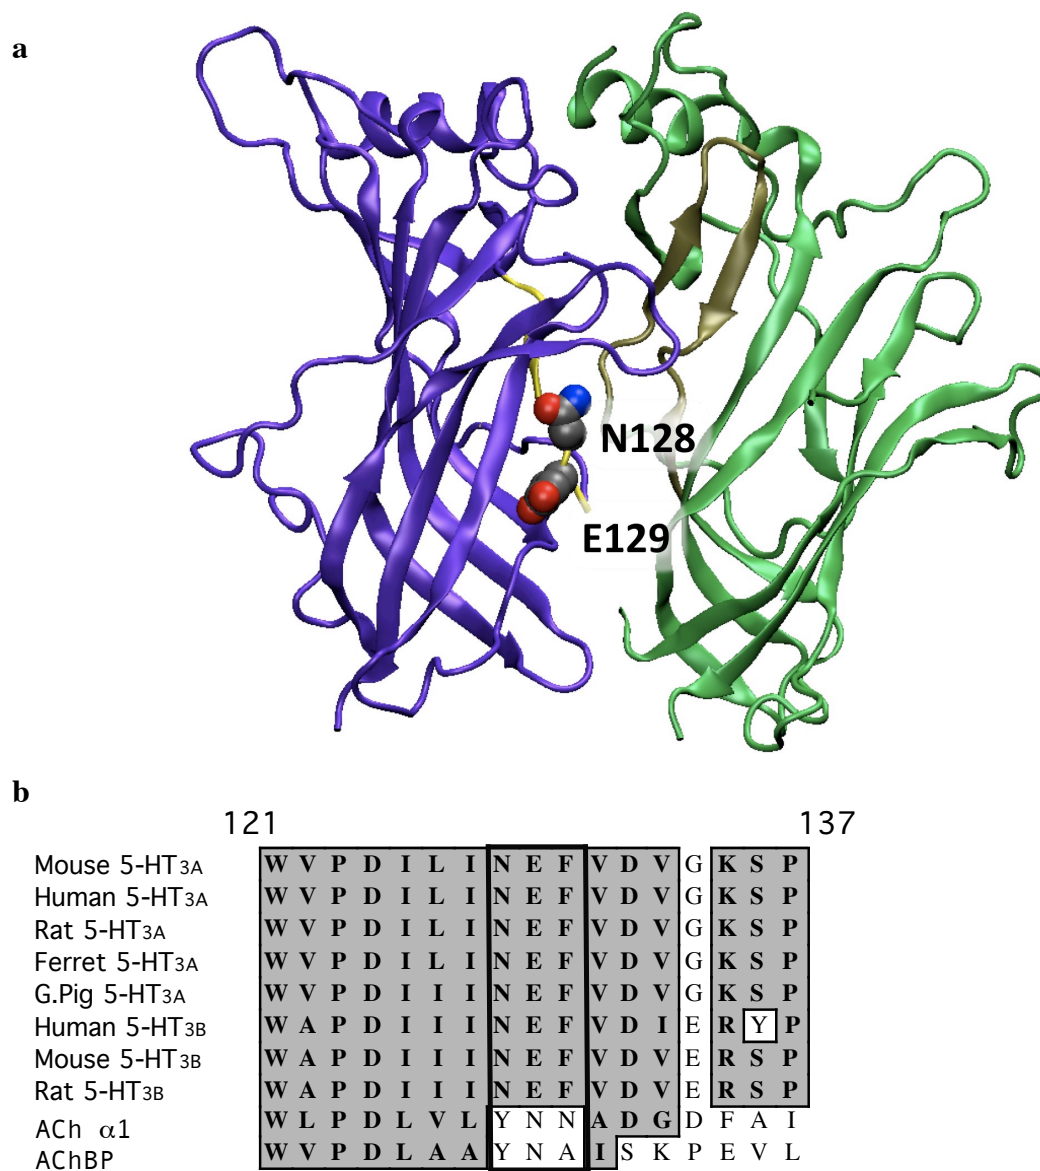 a
N128
E129
b
121 137
Mouse 5-HT3A W V P D I L I N E F V D V G K S P
Human 5-HT3A W V P D I L I N E F V D V G K S P
Rat 5-HT3A W V P D I L I N E F V D V G K S P
Ferret 5-HT3A W V P D I L I N E F V D V G K S P
G.Pig 5-HT3A W V P D I I I N E F V D V G K S P
Human 5-HT3B W A P D I I I N E F V D I E R Y P
Mouse 5-HT3B W A P D I I I N E F V D V E R S P
Rat 5-HT3B W A P D I I I N E F V D V E R S P
ACh α1 W L P D L V L Y N N A D G D F A I
AChBP W V P D L A A Y N A I S K P E V L